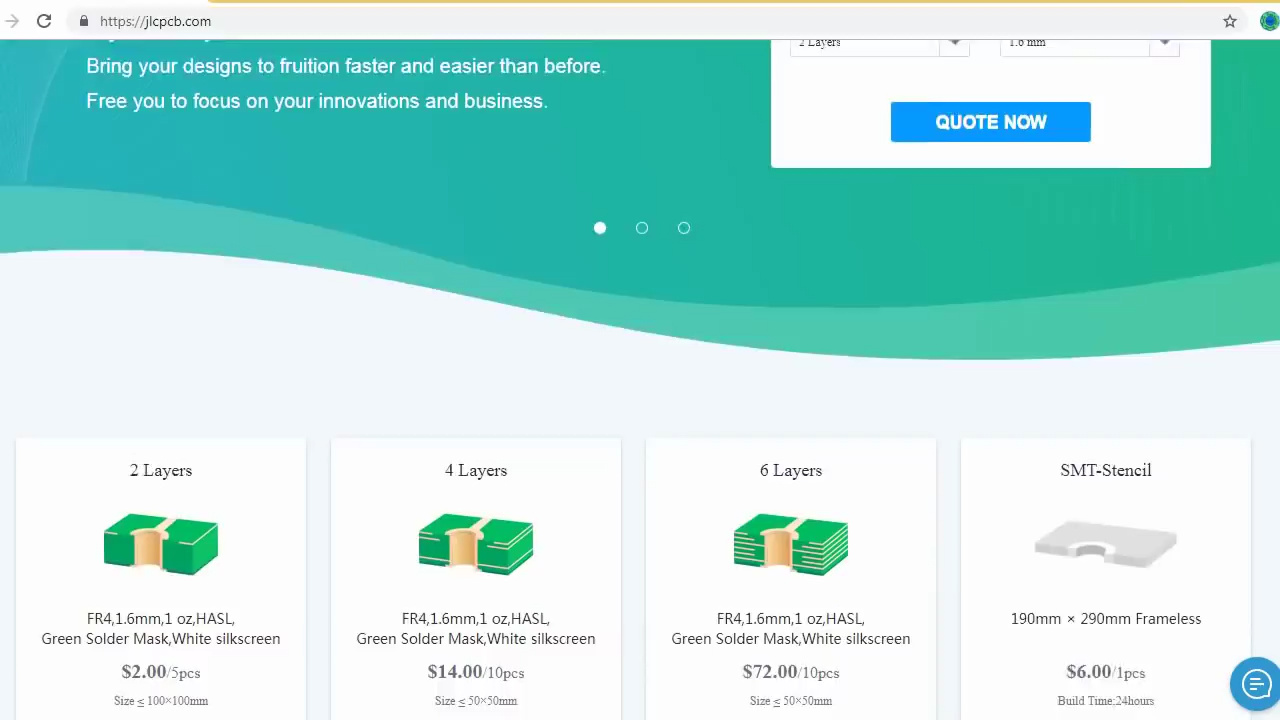 https://jlcpcb.com
2 Layers
1.6 mm
Bring your designs to fruition faster and easier than before.
Free you to focus on your innovations and business.
QUOTE NOW
2 Layers
FR4,1.6mm,1 oz,HASL,
Green Solder Mask,White silkscreen
$2.00/5pcs
Size ≤ 100×100mm
4 Layers
FR4,1.6mm,1 oz,HASL,
Green Solder Mask,White silkscreen
$14.00/10pcs
Size ≤ 50×50mm
6 Layers
FR4,1.6mm,1 oz,HASL,
Green Solder Mask,White silkscreen
$72.00/10pcs
Size ≤ 50×50mm
SMT-Stencil
190mm × 290mm Frameless
$6.00/1pcs
Build Time:24hours